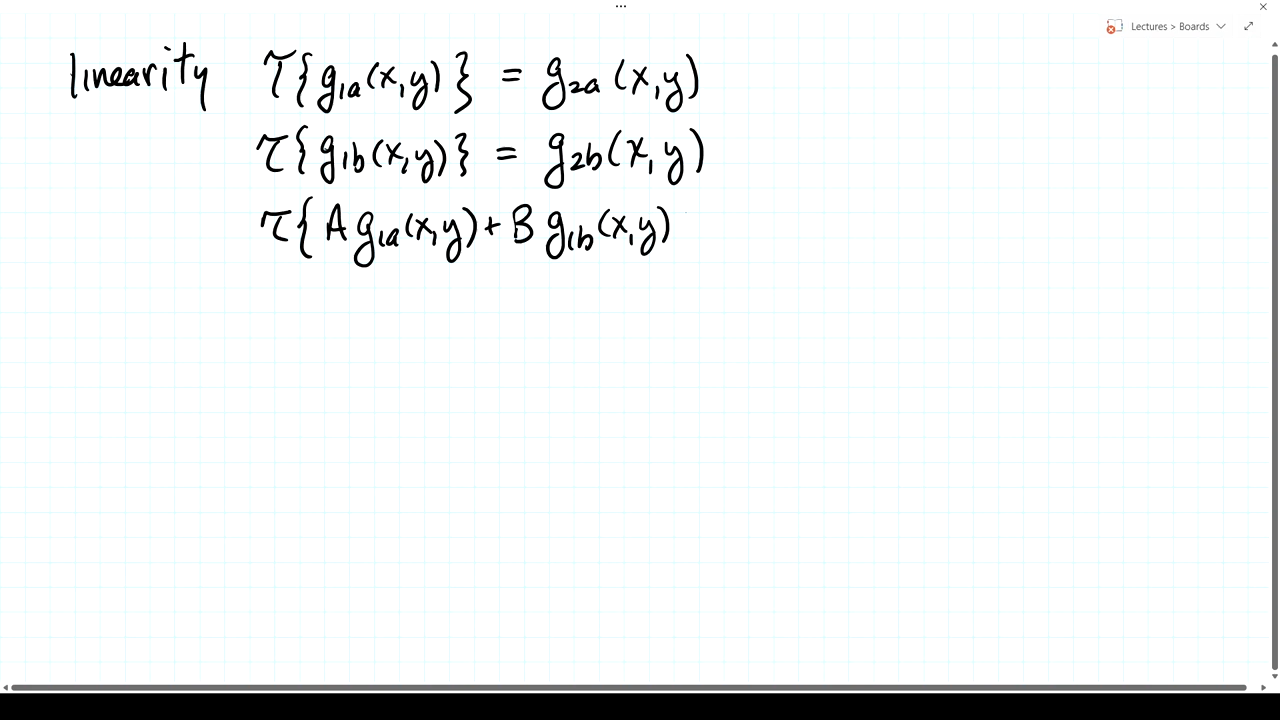 Lectures > Boards
linearity τ{g₁ₐ(x,y)} = g₂ₐ(x,y)
τ{g₁b(x,y)} = g₂b(x,y)
τ{A g₁ₐ(x,y) + B g₁b(x,y)